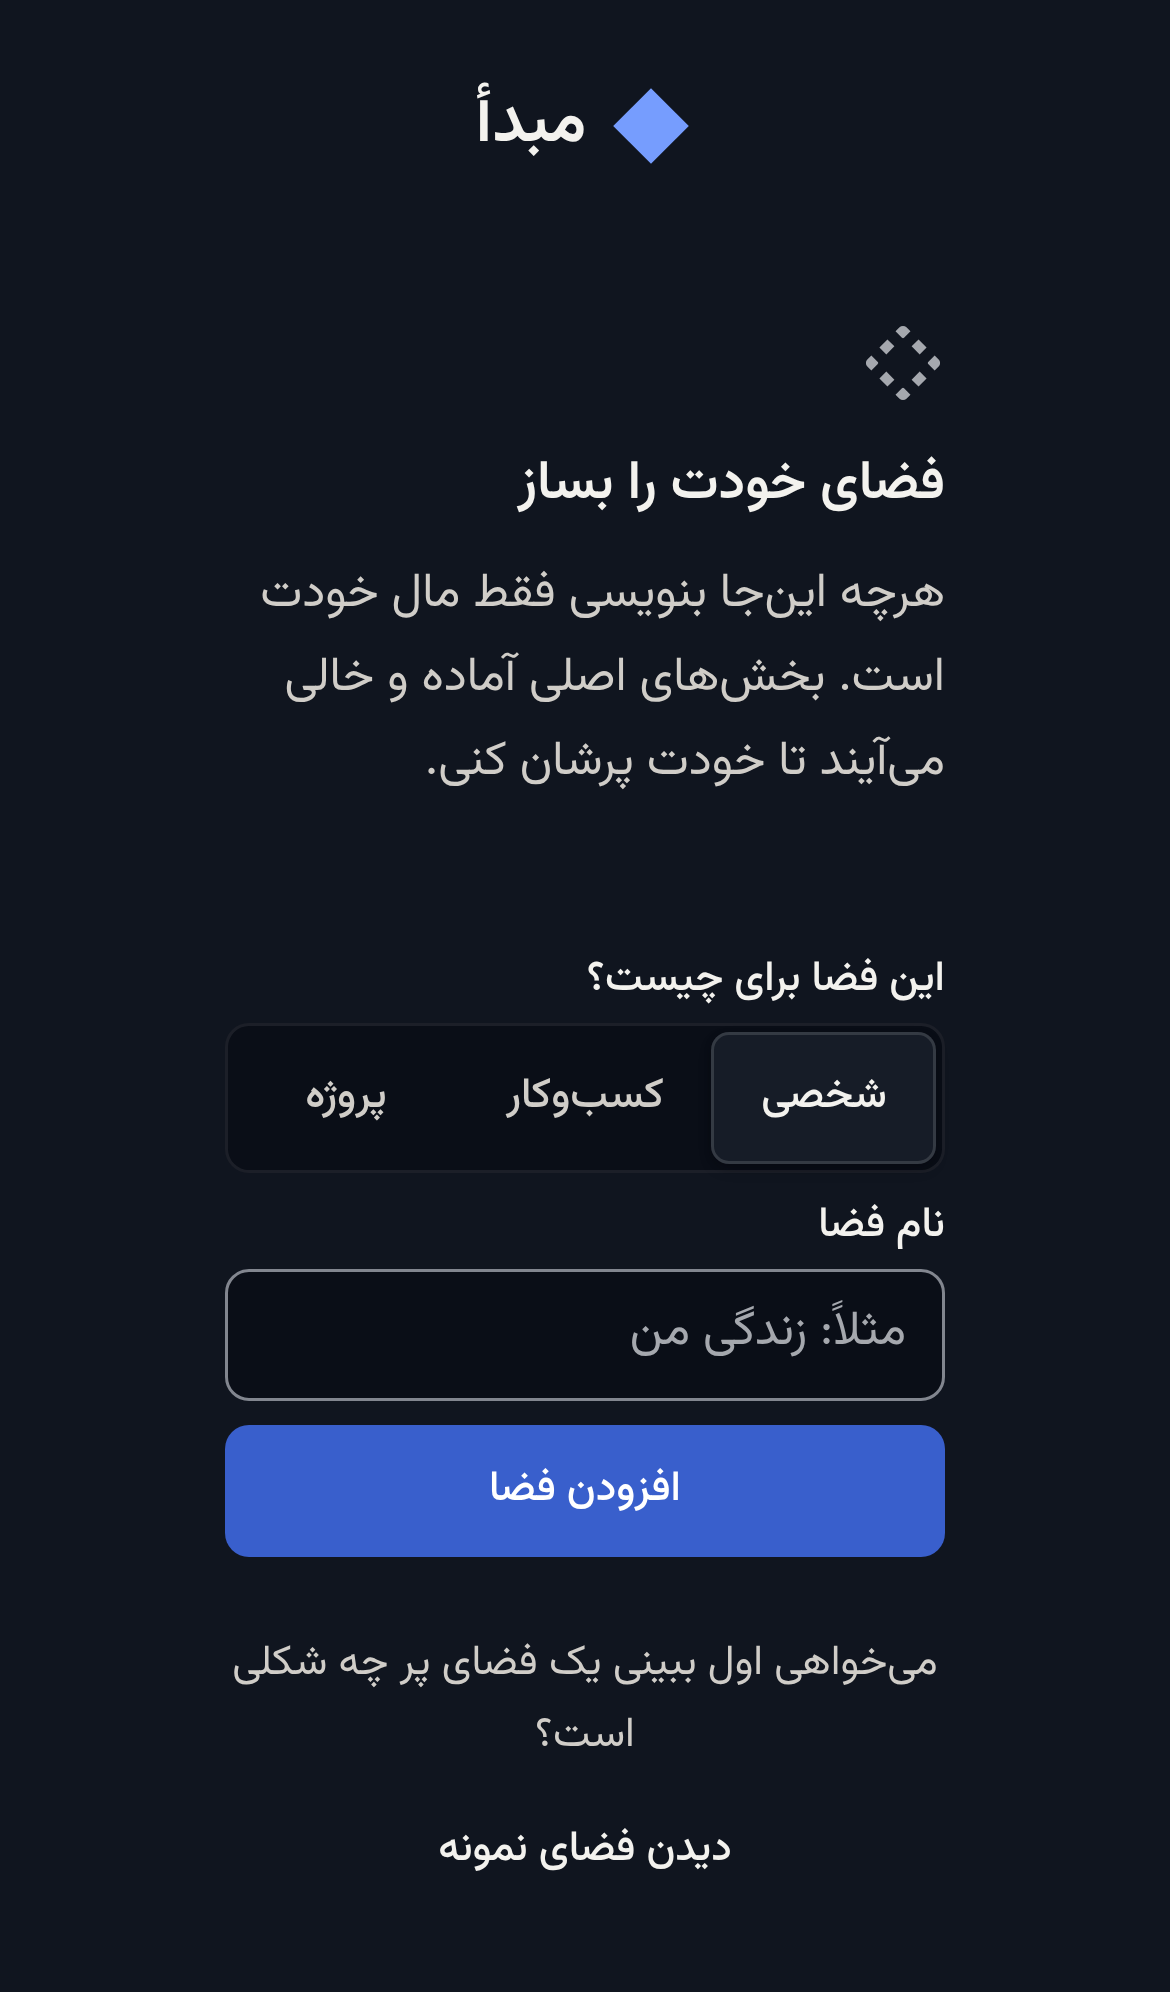 مبدأ
فضای خودت را بساز
هرچه این‌جا بنویسی فقط مال خودت
است. بخش‌های اصلی آماده و خالی
می‌آیند تا خودت پرشان کنی.
این فضا برای چیست؟
شخصی
کسب‌وکار
پروژه
نام فضا
مثلاً: زندگی من
افزودن فضا
می‌خواهی اول ببینی یک فضای پر چه شکلی
است؟
دیدن فضای نمونه